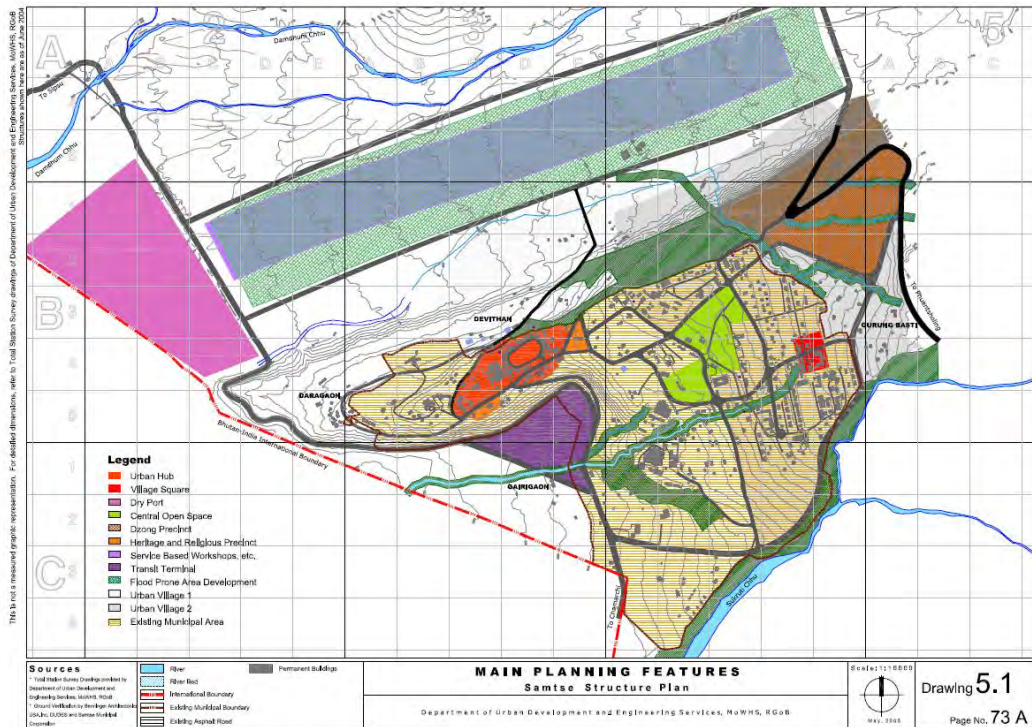 This is not a measured graphic representation. For detailed dimensions, refer to Total Station Survey drawings of Department of Urban Development and Engineering Services, MoWHS, RGoB
Structures shown here are as of June 2004
A
B
C
2
3
4
5
To Sipsu
Damdhum Chhu
Damdhum Chhu
DEVITHAN
DARAGAON
GURUNG BASTI
To Phuentsholing
Bhutan-India International Boundary
GAIRIGAON
To Chamarchi
Sukruti Chhu
Legend
Urban Hub
Village Square
Dry Port
Central Open Space
Dzong Precinct
Heritage and Religious Precinct
Service Based Workshops, etc.
Transit Terminal
Flood Prone Area Development
Urban Village 1
Urban Village 2
Existing Municipal Area
Sources
* Total Station Survey Drawings provided by
Department of Urban Development and
Engineering Services, MoWHS, RGoB
* Ground Verification by Benninger Architects
and Samtse Municipal
Corporation
River
River Bed
International Boundary
Existing Municipal Boundary
Existing Asphalt Road
Permanent Buildings
MAIN PLANNING FEATURES
Samtse Structure Plan
Department of Urban Development and Engineering Services, MoWHS, RGoB
Scale:1:10000
May, 2005
Drawing 5.1
Page No. 73 A